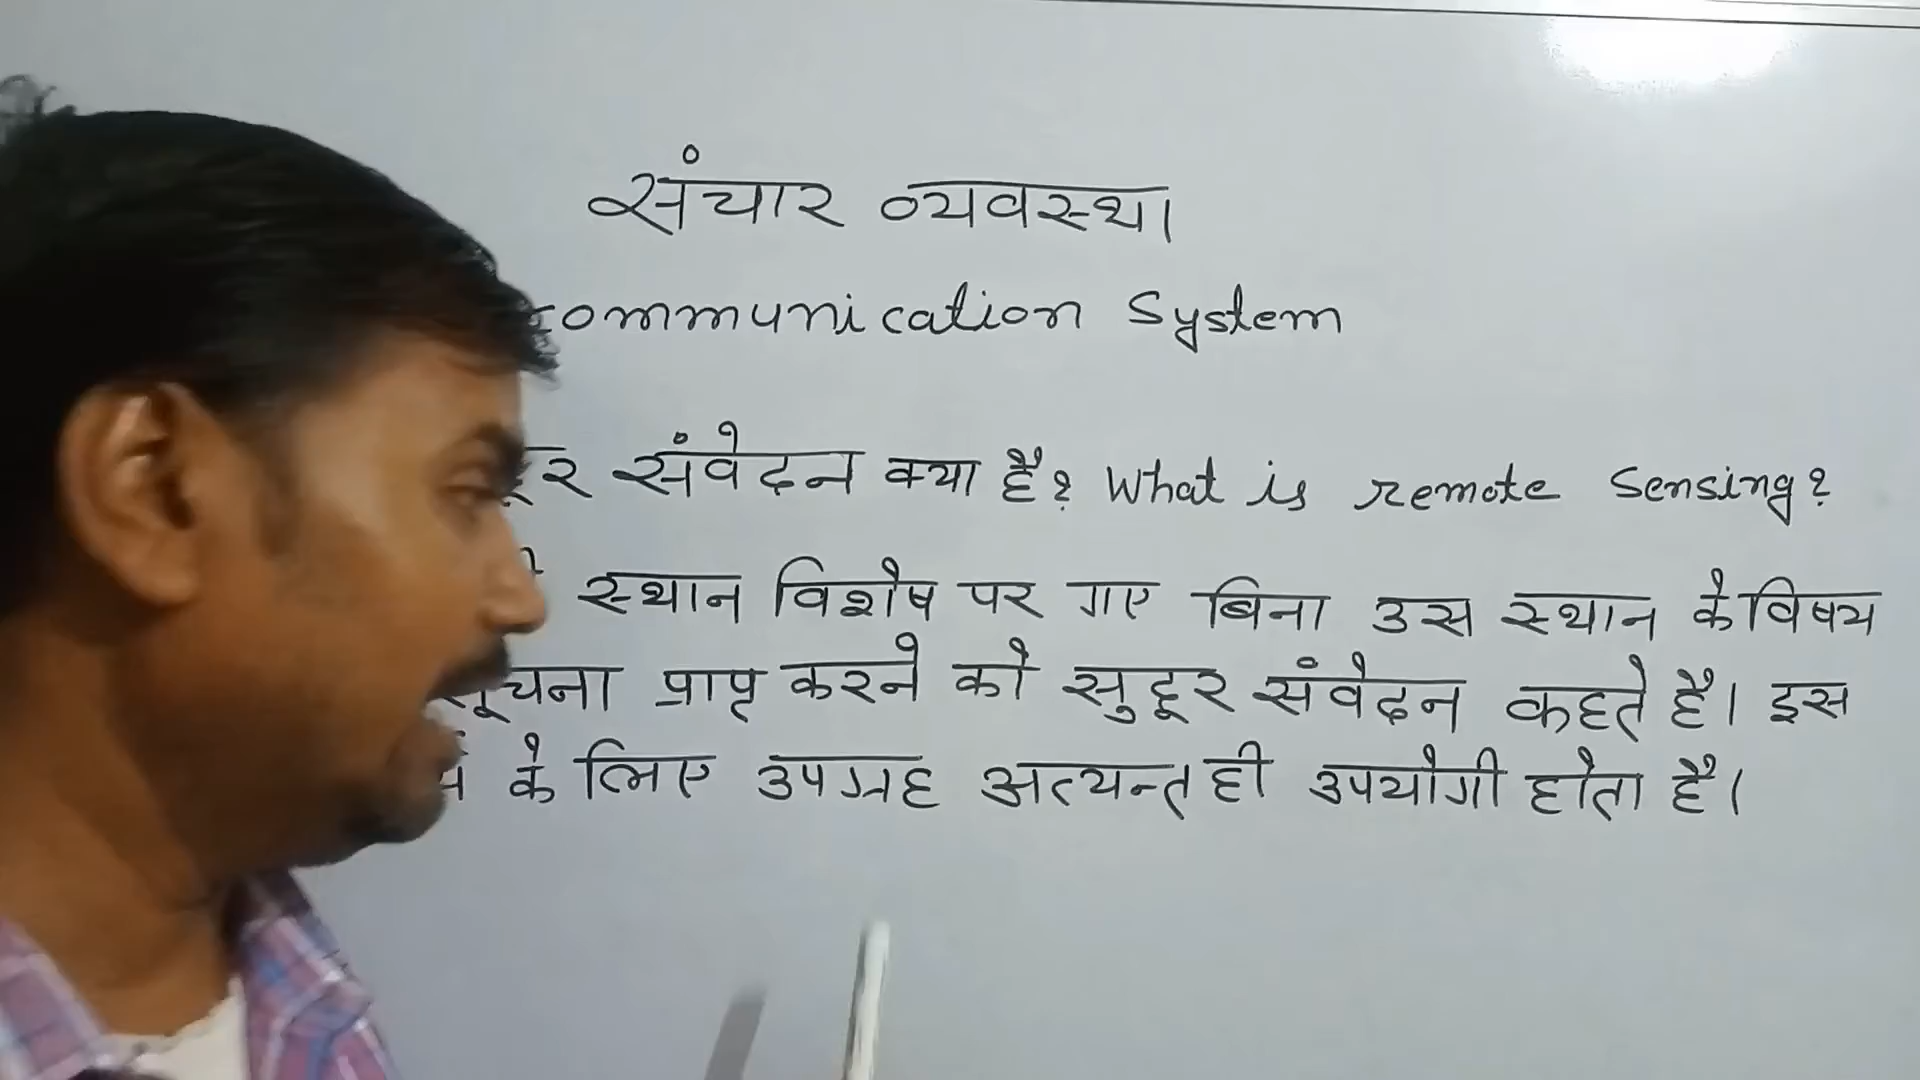 संचार व्यवस्था
communication System
संवेदन क्या है? What is remote Sensing?
स्थान विशेष पर गए बिना उस स्थान के विषय
सूचना प्राप्त करने को सुदूर संवेदन कहते है। इस
के लिए उपग्रह अत्यन्त ही उपयोगी होता है।